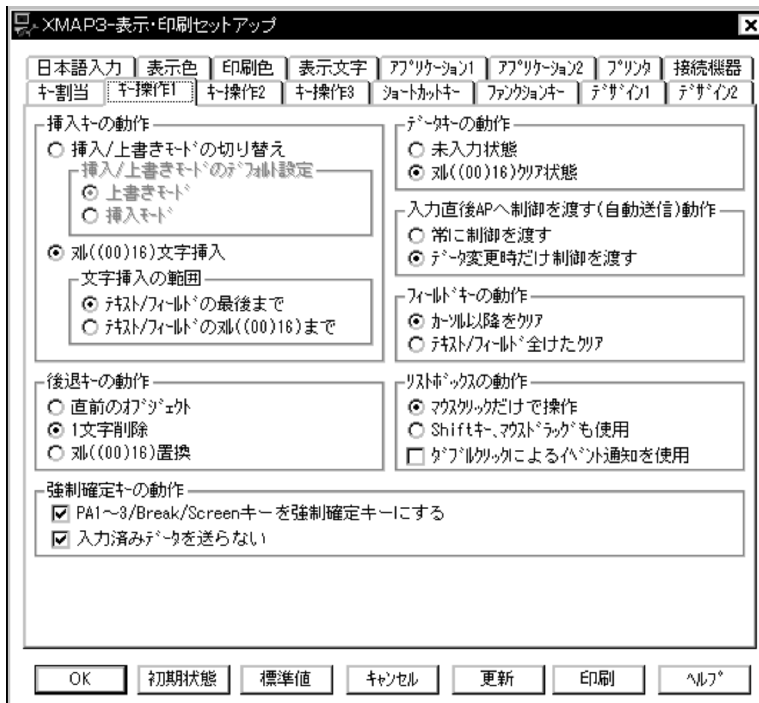 XMAP3-表示･印刷セットアップ
日本語入力 表示色 印刷色 表示文字 ｱﾌﾟﾘｹｰｼｮﾝ1 ｱﾌﾟﾘｹｰｼｮﾝ2 ﾌﾟﾘﾝﾀ 接続機器
ｷｰ割当 ｷｰ操作1 ｷｰ操作2 ｷｰ操作3 ｼｮｰﾄｶｯﾄｷｰ ﾌｧﾝｸｼｮﾝｷｰ ﾃﾞｻﾞｲﾝ1 ﾃﾞｻﾞｲﾝ2
挿入ｷｰの動作
挿入/上書きﾓｰﾄﾞの切り替え
挿入/上書きﾓｰﾄﾞのﾃﾞﾌｫﾙﾄ設定
上書きﾓｰﾄﾞ
挿入ﾓｰﾄﾞ
ﾇﾙ((00)16)文字挿入
文字挿入の範囲
ﾃｷｽﾄ/ﾌｨｰﾙﾄﾞの最後まで
ﾃｷｽﾄ/ﾌｨｰﾙﾄﾞのﾇﾙ((00)16)まで
後退ｷｰの動作
直前のｵﾌﾞｼﾞｪｸﾄ
1文字削除
ﾇﾙ((00)16)置換
ﾃﾞｰﾀｷｰの動作
未入力状態
ﾇﾙ((00)16)ｸﾘｱ状態
入力直後APへ制御を渡す(自動送信)動作
常に制御を渡す
ﾃﾞｰﾀ変更時だけ制御を渡す
ﾌｨｰﾙﾄﾞｷｰの動作
ｶｰｿﾙ以降をｸﾘｱ
ﾃｷｽﾄ/ﾌｨｰﾙﾄﾞ全けたｸﾘｱ
ﾘｽﾄﾎﾞｯｸｽの動作
ﾏｳｽｸﾘｯｸだけで操作
Shiftｷｰ､ﾏｳｽﾄﾞﾗｯｸﾞも使用
ﾀﾞﾌﾞﾙｸﾘｯｸによるｲﾍﾞﾝﾄ通知を使用
強制確定ｷｰの動作
PA1～3/Break/Screenキーを強制確定キーにする
入力済みﾃﾞｰﾀを送らない
OK 初期状態 標準値 ｷｬﾝｾﾙ 更新 印刷 ﾍﾙﾌﾟ